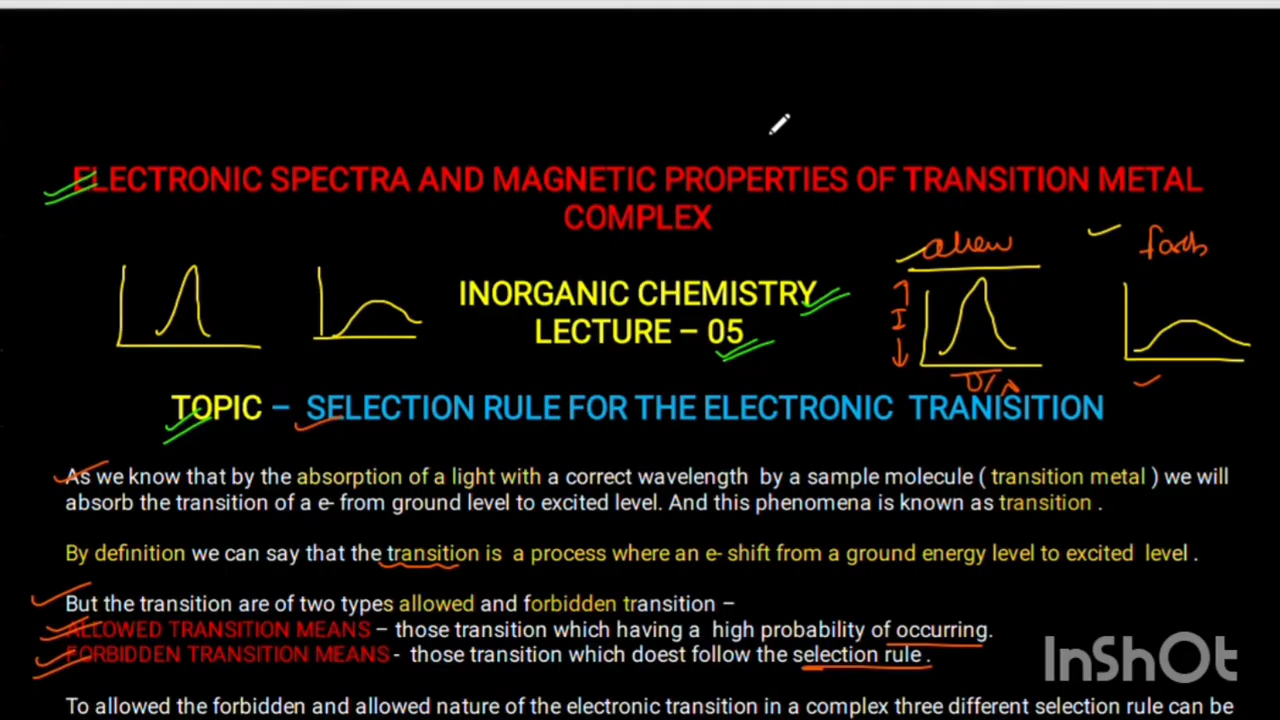 ELECTRONIC SPECTRA AND MAGNETIC PROPERTIES OF TRANSITION METAL
COMPLEX
INORGANIC CHEMISTRY
LECTURE – 05
I
TOPIC – SELECTION RULE FOR THE ELECTRONIC TRANISITION
As we know that by the absorption of a light with a correct wavelength by a sample molecule ( transition metal ) we will
absorb the transition of a e- from ground level to excited level. And this phenomena is known as transition .
By definition we can say that the transition is a process where an e- shift from a ground energy level to excited level .
But the transition are of two types allowed and forbidden transition –
ALLOWED TRANSITION MEANS – those transition which having a high probability of occurring.
FORBIDDEN TRANSITION MEANS - those transition which doest follow the selection rule .
To allowed the forbidden and allowed nature of the electronic transition in a complex three different selection rule can be
InShOt